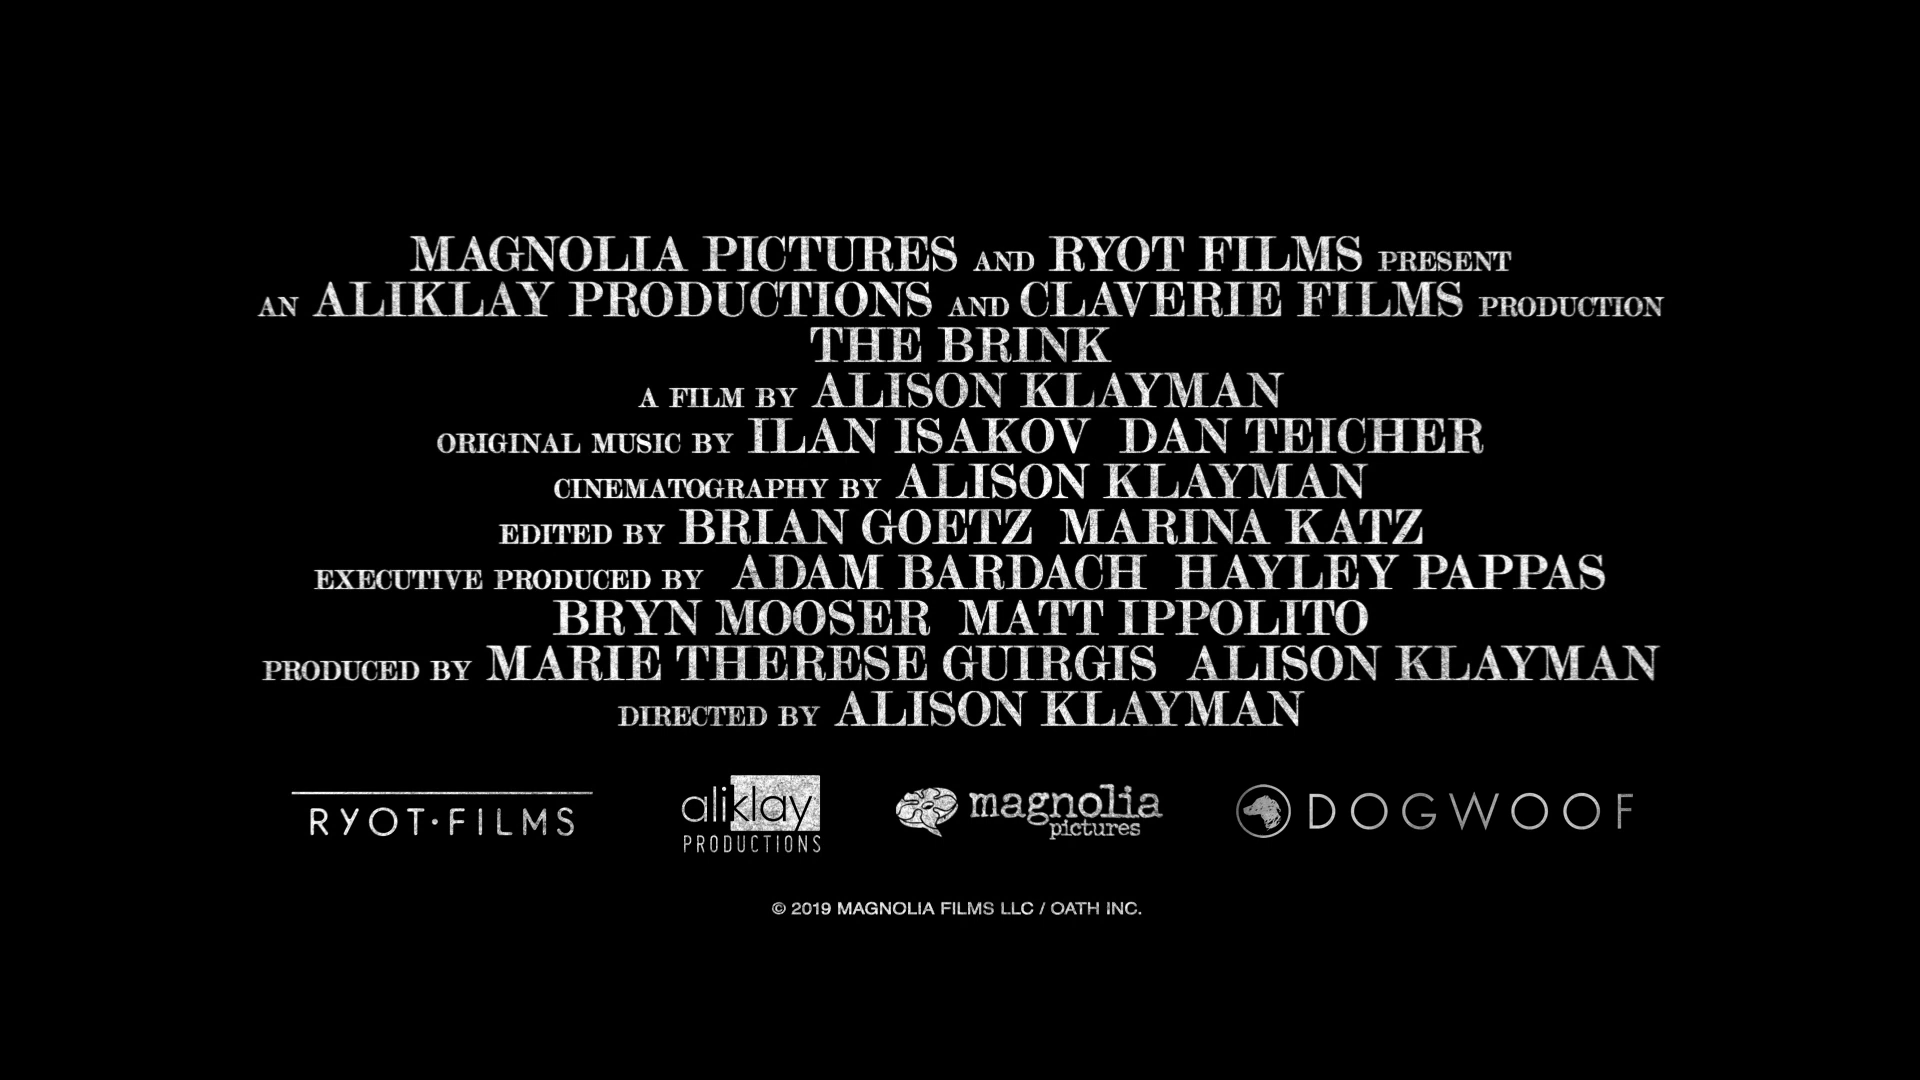 MAGNOLIA PICTURES AND RYOT FILMS PRESENT
AN ALIKLAY PRODUCTIONS AND CLAVERIE FILMS PRODUCTION
THE BRINK
A FILM BY ALISON KLAYMAN
ORIGINAL MUSIC BY ILAN ISAKOV DAN TEICHER
CINEMATOGRAPHY BY ALISON KLAYMAN
EDITED BY BRIAN GOETZ MARINA KATZ
EXECUTIVE PRODUCED BY ADAM BARDACH HAYLEY PAPPAS
BRYN MOOSER MATT IPPOLITO
PRODUCED BY MARIE THERESE GUIRGIS ALISON KLAYMAN
DIRECTED BY ALISON KLAYMAN
RYOT·FILMS
aliklay
PRODUCTIONS
magnolia
pictures
DOGWOOF
© 2019 MAGNOLIA FILMS LLC / OATH INC.